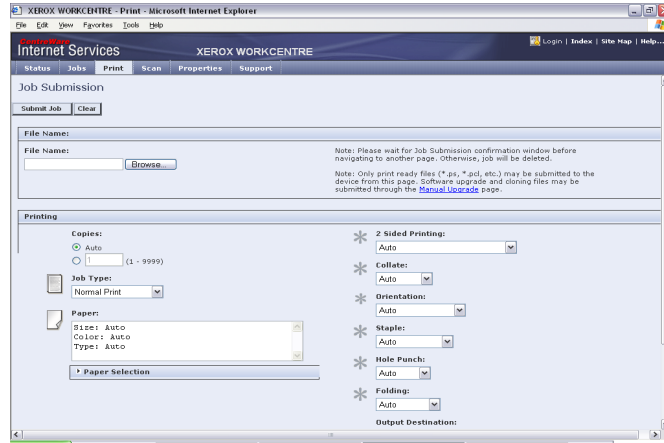 XEROX WORKCENTRE - Print - Microsoft Internet Explorer
File Edit View Favorites Tools Help
CentreWare
Internet Services
XEROX WORKCENTRE
Login | Index | Site Map | Help...
Status Jobs Print Scan Properties Support
Job Submission
Submit Job Clear
File Name:
File Name:
Browse...
Note: Please wait for Job Submission confirmation window before
navigating to another page. Otherwise, job will be deleted.
Note: Only print ready files (*.ps, *.pcl, etc.) may be submitted to the
device from this page. Software upgrade and cloning files may be
submitted through the Manual Upgrade page.
Printing
Copies:
Auto
1 (1 - 9999)
Job Type:
Normal Print
Paper:
Size: Auto
Color: Auto
Type: Auto
Paper Selection
2 Sided Printing:
Auto
Collate:
Auto
Orientation:
Auto
Staple:
Auto
Hole Punch:
Auto
Folding:
Auto
Output Destination: